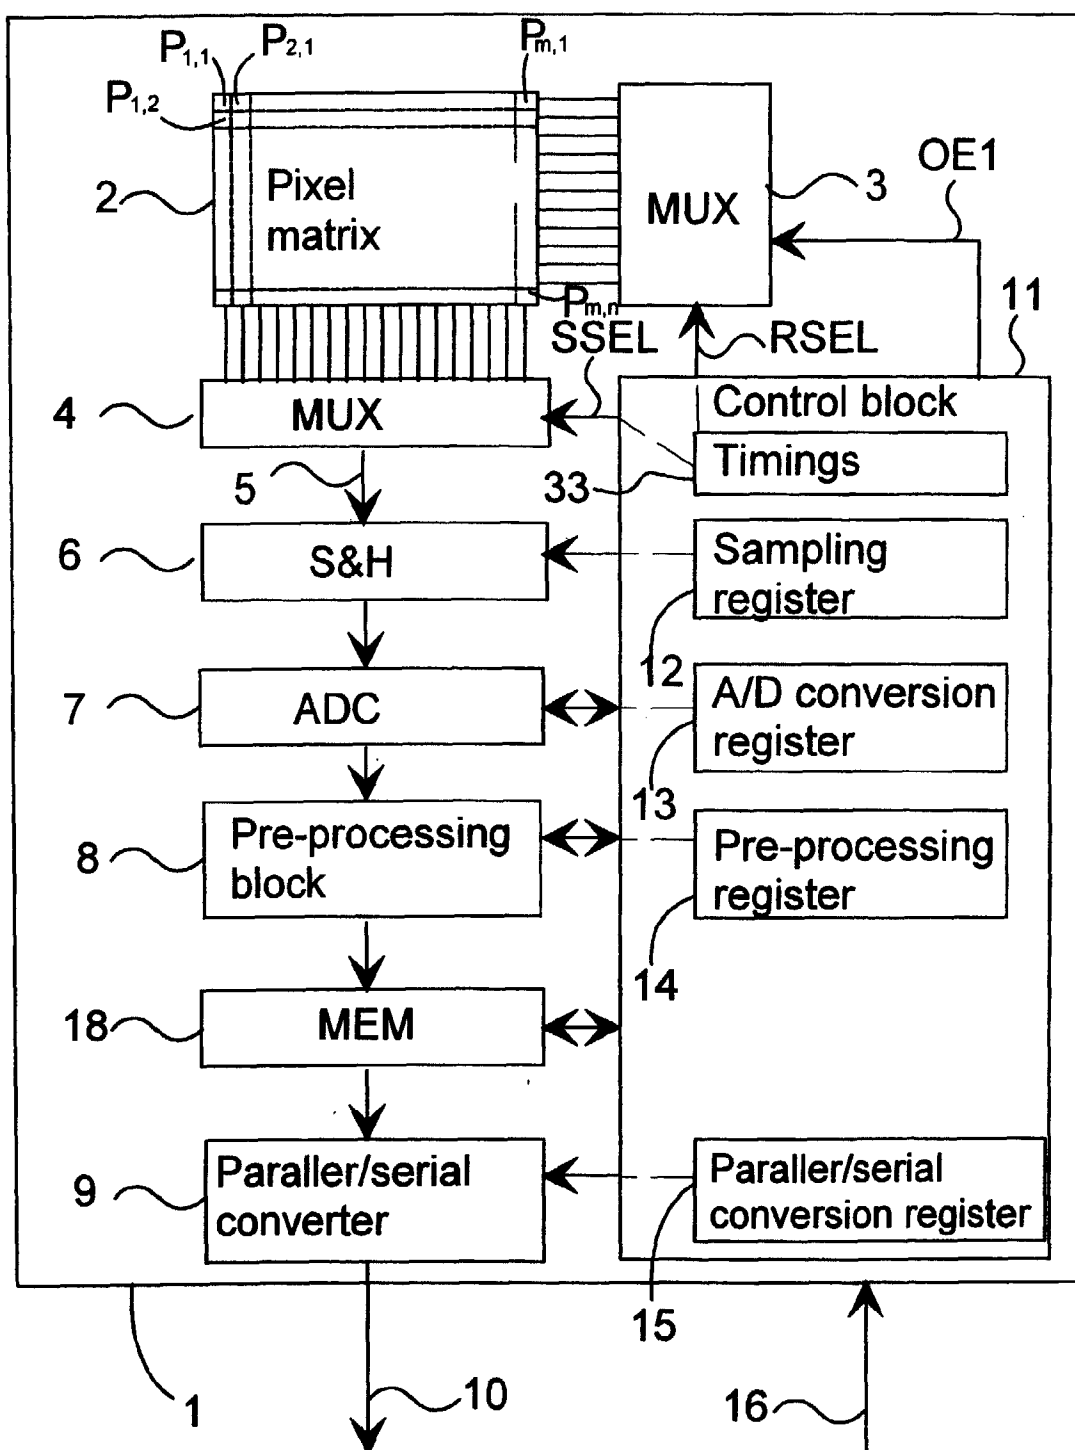 P1,1
P2,1
Pm,1
P1,2
2
Pixel
matrix
MUX
3
OE1
Pm,n
SSEL
RSEL
11
4
MUX
Control block
5
33
Timings
6
S&H
Sampling
register
12
7
ADC
A/D conversion
register
13
8
Pre-processing
block
Pre-processing
register
14
18
MEM
9
Paraller/serial
converter
Paraller/serial
conversion register
15
1
10
16